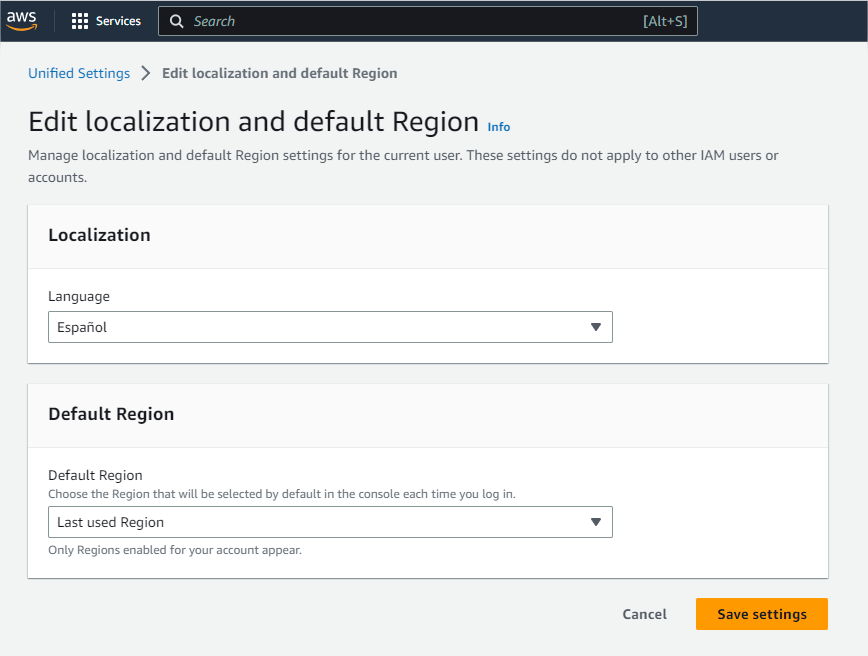 aws
Services
Search
[Alt+S]
Unified Settings
Edit localization and default Region
Edit localization and default Region
Info
Manage localization and default Region settings for the current user. These settings do not apply to other IAM users or
accounts.
Localization
Language
Español
Default Region
Default Region
Choose the Region that will be selected by default in the console each time you log in.
Last used Region
Only Regions enabled for your account appear.
Cancel
Save settings